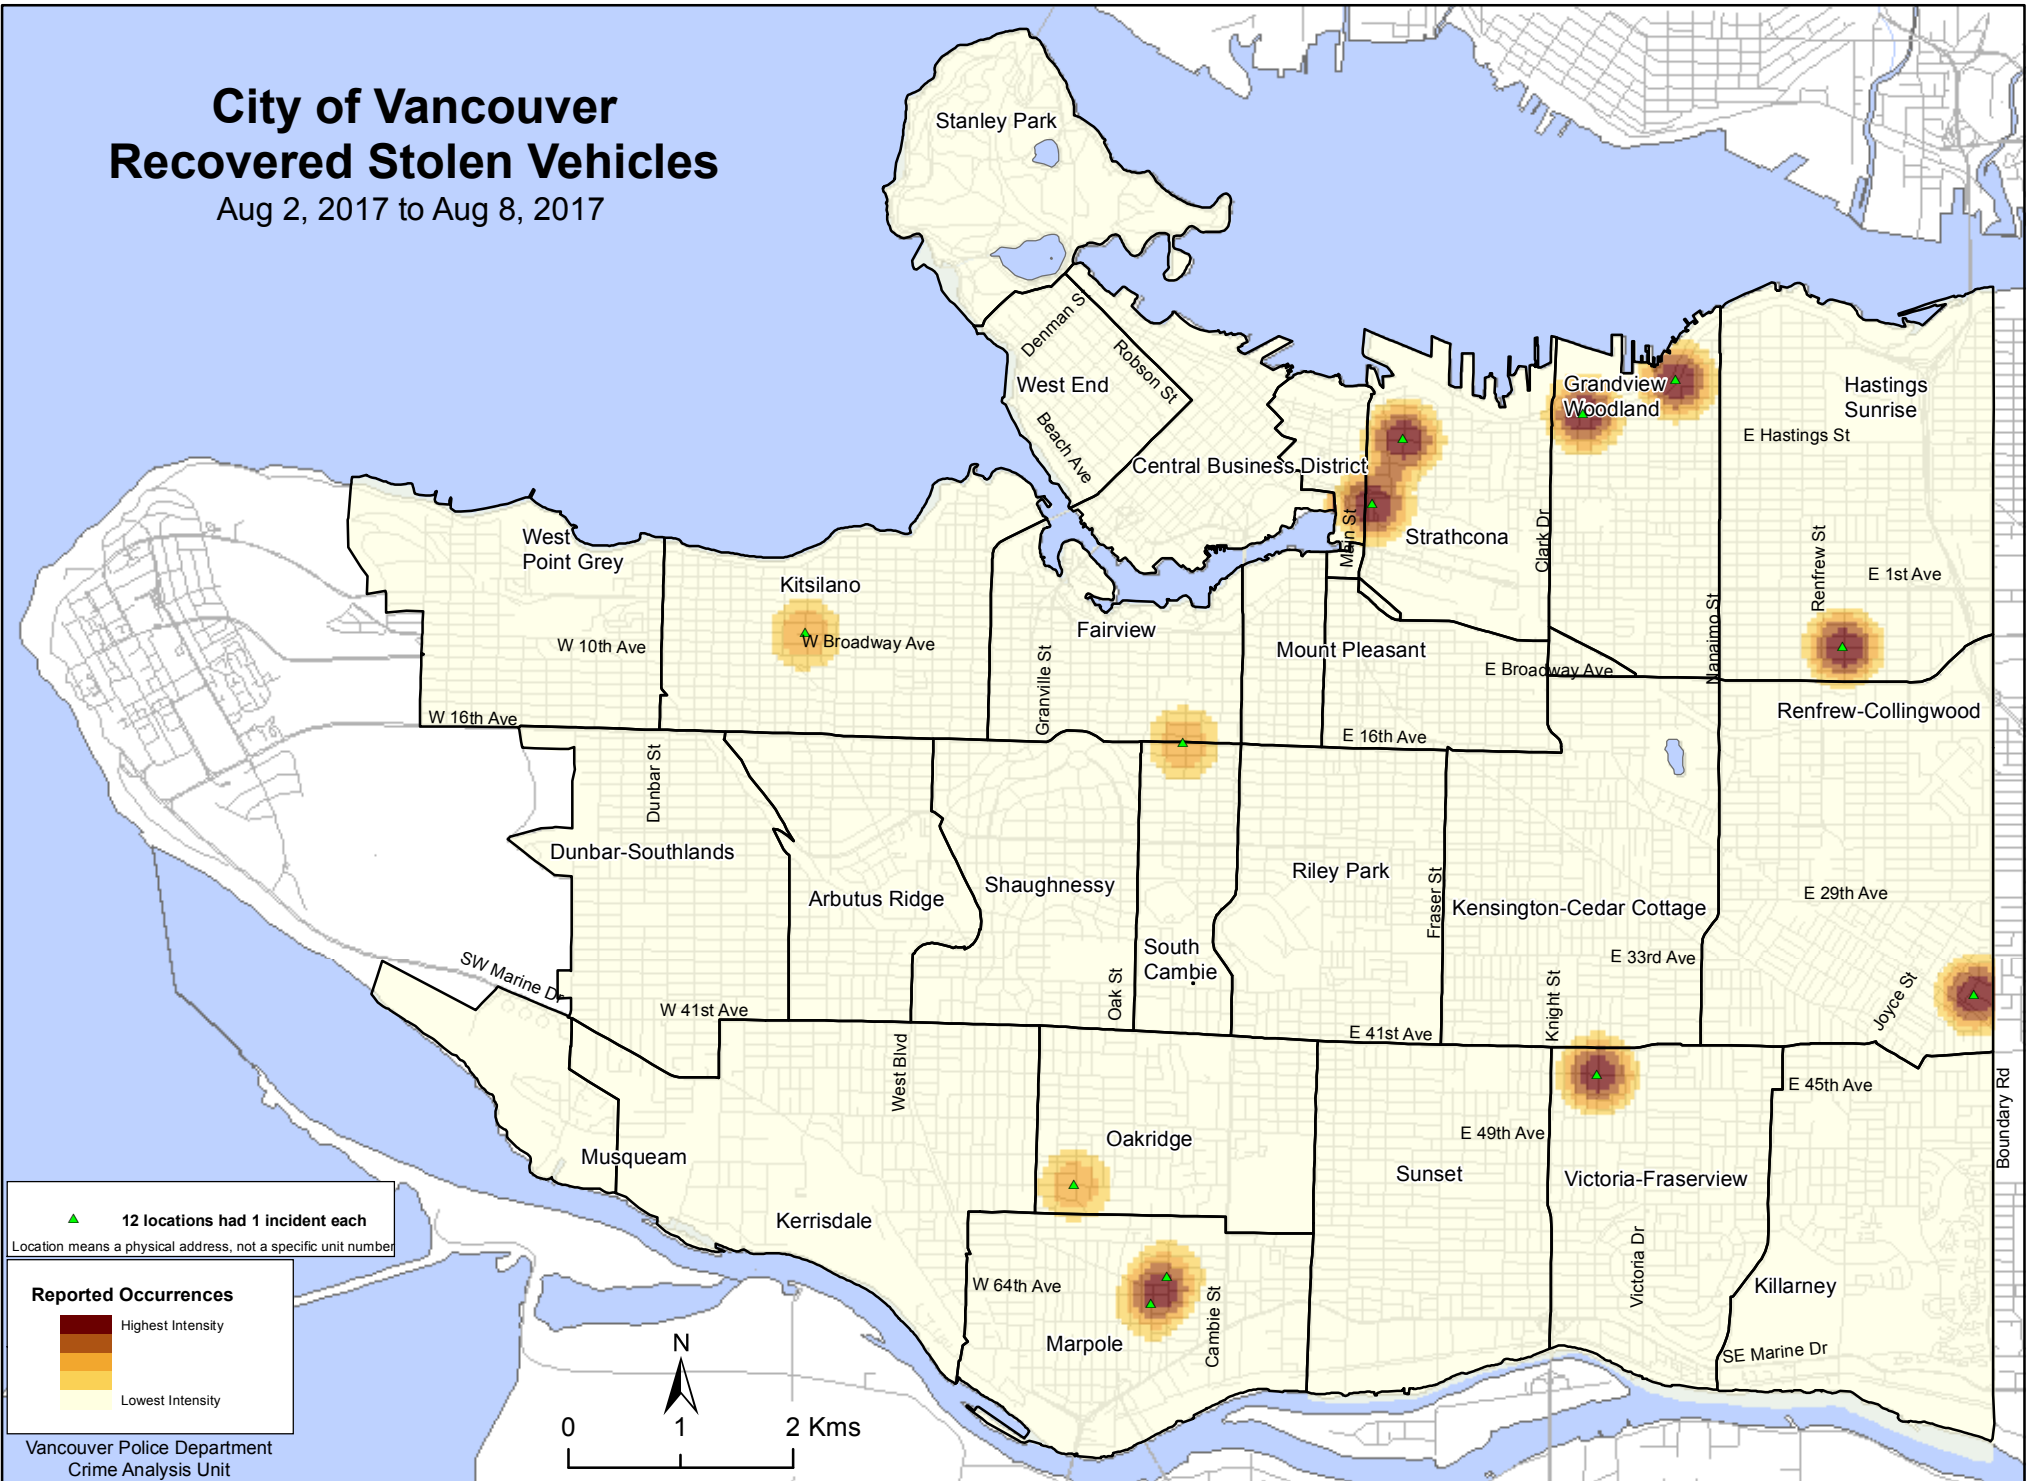 City of Vancouver
Recovered Stolen Vehicles
Aug 2, 2017 to Aug 8, 2017
Stanley Park
Denman St
Robson St
West End
Beach Ave
Central Business District
Grandview
Woodland
Hastings
Sunrise
E Hastings St
Main St
Strathcona
Clark Dr
Nanaimo St
Renfrew St
E 1st Ave
West
Point Grey
Kitsilano
W 10th Ave
W Broadway Ave
Fairview
Granville St
Mount Pleasant
E Broadway Ave
W 16th Ave
E 16th Ave
Renfrew-Collingwood
Dunbar St
Dunbar-Southlands
Arbutus Ridge
Shaughnessy
Riley Park
Fraser St
Kensington-Cedar Cottage
E 29th Ave
South
Cambie
Oak St
E 33rd Ave
Knight St
Joyce St
SW Marine Dr
W 41st Ave
E 41st Ave
West Blvd
E 45th Ave
Boundary Rd
Oakridge
E 49th Ave
Musqueam
Sunset
Victoria-Fraserview
Kerrisdale
Victoria Dr
W 64th Ave
Cambie St
Killarney
Marpole
SE Marine Dr
12 locations had 1 incident each
Location means a physical address, not a specific unit number
Reported Occurrences
Highest Intensity
Lowest Intensity
Vancouver Police Department
Crime Analysis Unit
N
0 1 2 Kms